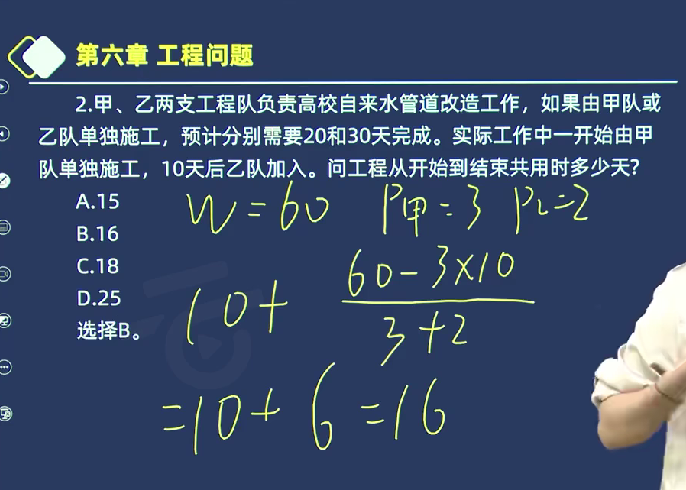 第六章 工程问题
2.甲、乙两支工程队负责高校自来水管道改造工作，如果由甲队或
乙队单独施工，预计分别需要20和30天完成。实际工作中一开始由甲
队单独施工，10天后乙队加入。问工程从开始到结束共用时多少天？
A.15
B.16
C.18
D.25
选择B。
W=60 P甲=3 P乙=2
10+ 60-3×10
3+2
=10+6=16